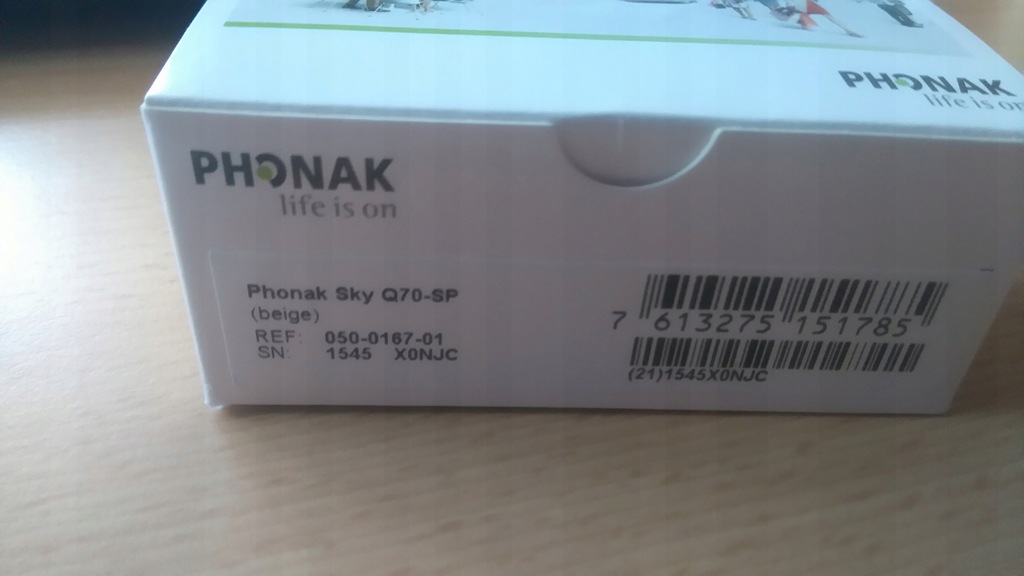 PHONAK
life is on
PHONAK
life is on
Phonak Sky Q70-SP
(beige)
REF: 050-0167-01
SN: 1545 X0NJC
7 613275 151785
(21)1545X0NJC